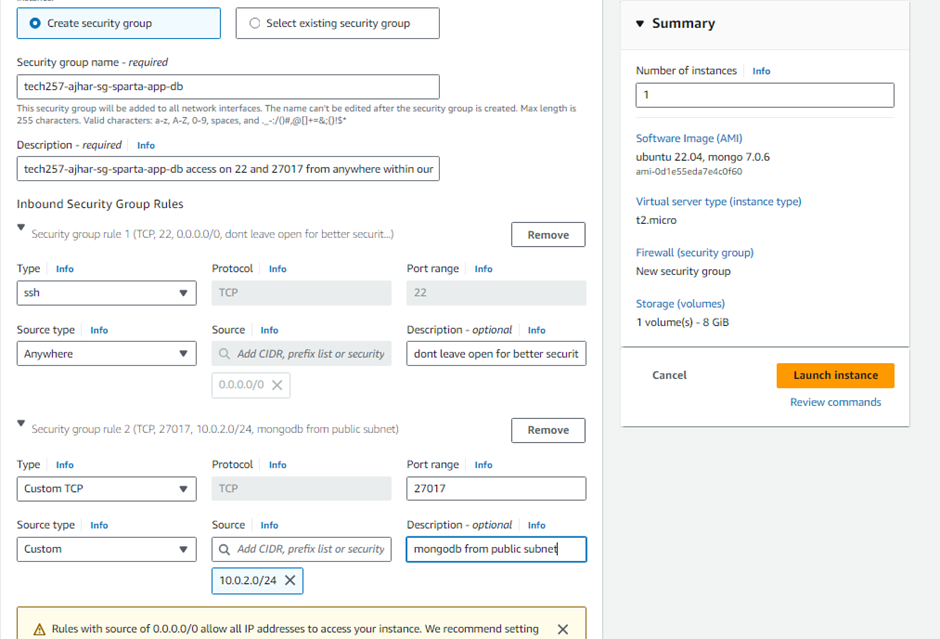 Create security group
Select existing security group
Security group name - required
tech257-ajhar-sg-sparta-app-db
This security group will be added to all network interfaces. The name can't be edited after the security group is created. Max length is
255 characters. Valid characters: a-z, A-Z, 0-9, spaces, and ._-:/()#,@[]+=&;{}!$*
Description - required Info
tech257-ajhar-sg-sparta-app-db access on 22 and 27017 from anywhere within our
Inbound Security Group Rules
Security group rule 1 (TCP, 22, 0.0.0.0/0, dont leave open for better securit...)
Remove
Type Info Protocol Info Port range Info
ssh TCP 22
Source type Info Source Info Description - optional Info
Anywhere Add CIDR, prefix list or security dont leave open for better securit
0.0.0.0/0
Security group rule 2 (TCP, 27017, 10.0.2.0/24, mongodb from public subnet)
Remove
Type Info Protocol Info Port range Info
Custom TCP TCP 27017
Source type Info Source Info Description - optional Info
Custom Add CIDR, prefix list or security mongodb from public subnet
10.0.2.0/24
Rules with source of 0.0.0.0/0 allow all IP addresses to access your instance. We recommend setting
Summary
Number of instances Info
1
Software Image (AMI)
ubuntu 22.04, mongo 7.0.6
ami-0d1e55eda7e4c0f60
Virtual server type (instance type)
t2.micro
Firewall (security group)
New security group
Storage (volumes)
1 volume(s) - 8 GiB
Cancel
Launch instance
Review commands